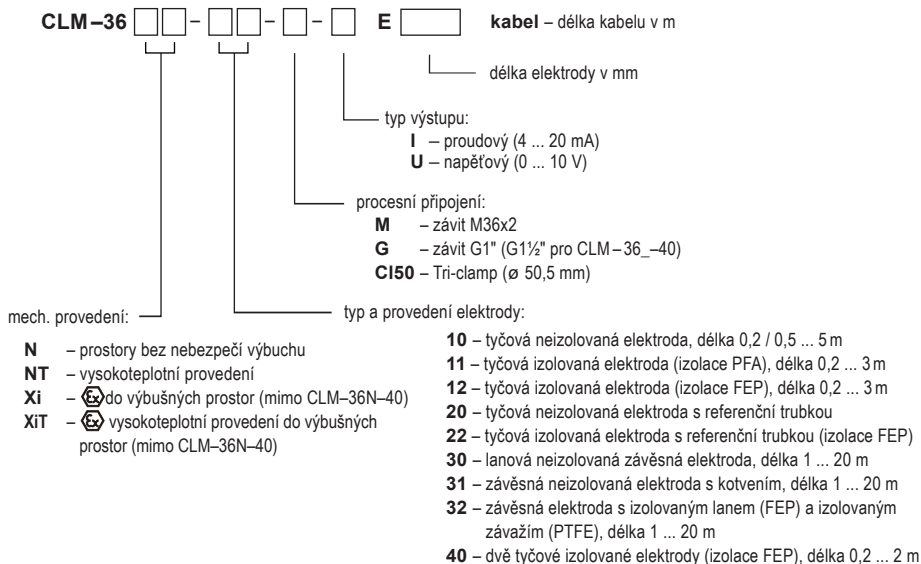 CLM–36 – – – E kabel – délka kabelu v m
délka elektrody v mm
typ výstupu:
I – proudový (4 ... 20 mA)
U – napěťový (0 ... 10 V)
procesní připojení:
M – závit M36x2
G – závit G1" (G1½" pro CLM–36_–40)
Cl50 – Tri-clamp (ø 50,5 mm)
mech. provedení:
N – prostory bez nebezpečí výbuchu
NT – vysokoteplotní provedení
Xi – Ex do výbušných prostor (mimo CLM–36N–40)
XiT – Ex vysokoteplotní provedení do výbušných
prostor (mimo CLM–36N–40)
typ a provedení elektrody:
10 – tyčová neizolovaná elektroda, délka 0,2 / 0,5 ... 5 m
11 – tyčová izolovaná elektroda (izolace PFA), délka 0,2 ... 3 m
12 – tyčová izolovaná elektroda (izolace FEP), délka 0,2 ... 3 m
20 – tyčová neizolovaná elektroda s referenční trubkou
22 – tyčová izolovaná elektroda s referenční trubkou (izolace FEP)
30 – lanová neizolovaná závěsná elektroda, délka 1 ... 20 m
31 – závěsná neizolovaná elektroda s kotvením, délka 1 ... 20 m
32 – závěsná elektroda s izolovaným lanem (FEP) a izolovaným
závažím (PTFE), délka 1 ... 20 m
40 – dvě tyčové izolované elektrody (izolace FEP), délka 0,2 ... 2 m